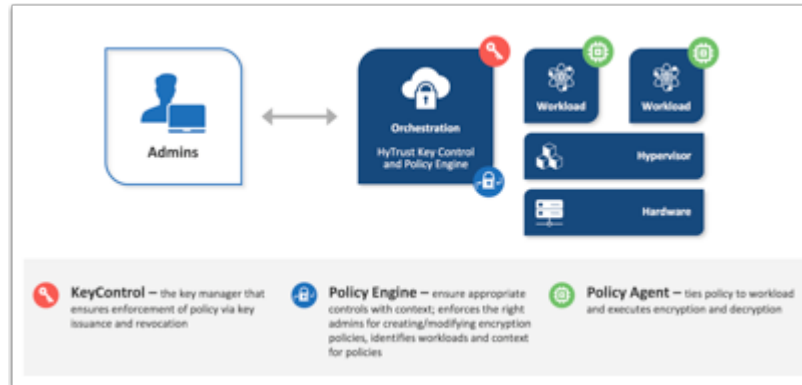 Admins
Orchestration
HyTrust Key Control
and Policy Engine
Workload
Workload
Hypervisor
Hardware
KeyControl – the key manager that
ensures enforcement of policy via key
issuance and revocation
Policy Engine – ensure appropriate
controls with context; enforces the right
admins for creating/modifying encryption
policies, identifies workloads and context
for policies
Policy Agent – ties policy to workload
and executes encryption and decryption